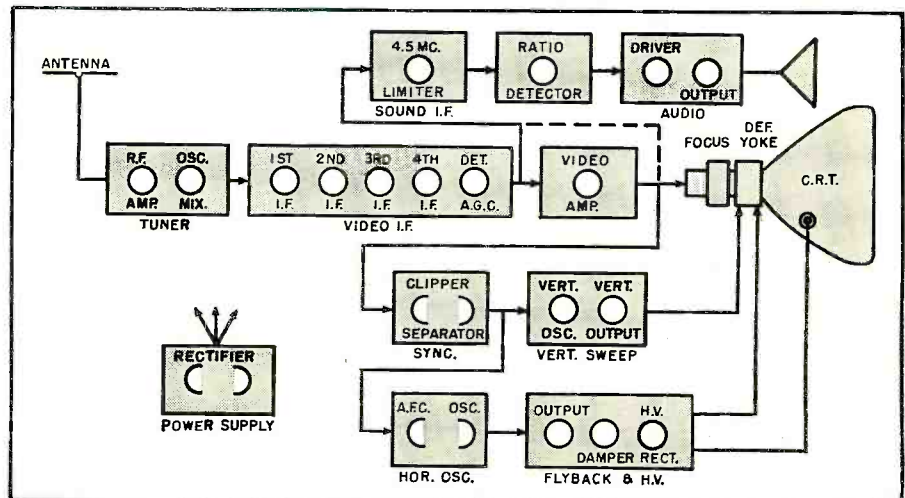 ANTENNA
R.F.
AMP.
OSC.
MIX.
TUNER
1ST
I.F.
2ND
I.F.
3RD
I.F.
4TH
I.F.
DET.
A.G.C.
VIDEO I.F.
4.5 MC.
LIMITER
SOUND I.F.
RATIO
DETECTOR
DRIVER
OUTPUT
AUDIO
VIDEO
AMP.
FOCUS
DEF.
YOKE
C.R.T.
CLIPPER
SEPARATOR
SYNC.
VERT.
OSC.
VERT.
OUTPUT
VERT. SWEEP
RECTIFIER
POWER SUPPLY
A.F.C.
OSC.
HOR. OSC.
OUTPUT
DAMPER
H.V.
RECT.
FLYBACK & H.V.